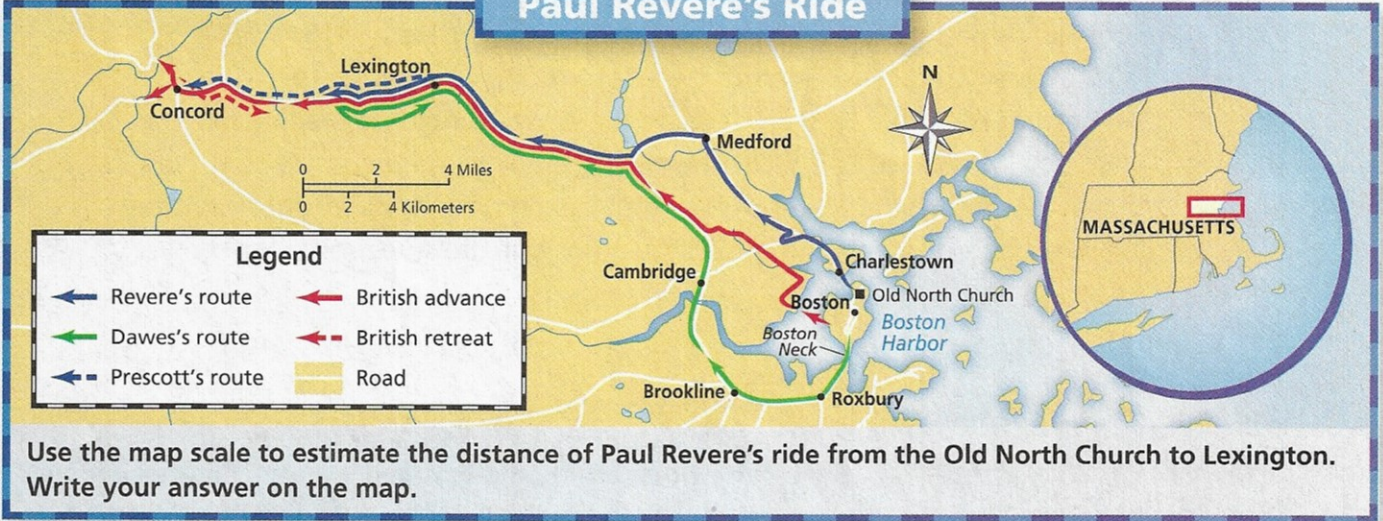 Paul Revere's Ride
Lexington
Concord
Medford
N
0 2 4 Miles
0 2 4 Kilometers
MASSACHUSETTS
Legend
Revere's route
British advance
Dawes's route
British retreat
Prescott's route
Road
Cambridge
Charlestown
Boston
Old North Church
Boston
Harbor
Boston
Neck
Brookline
Roxbury
Use the map scale to estimate the distance of Paul Revere's ride from the Old North Church to Lexington.
Write your answer on the map.